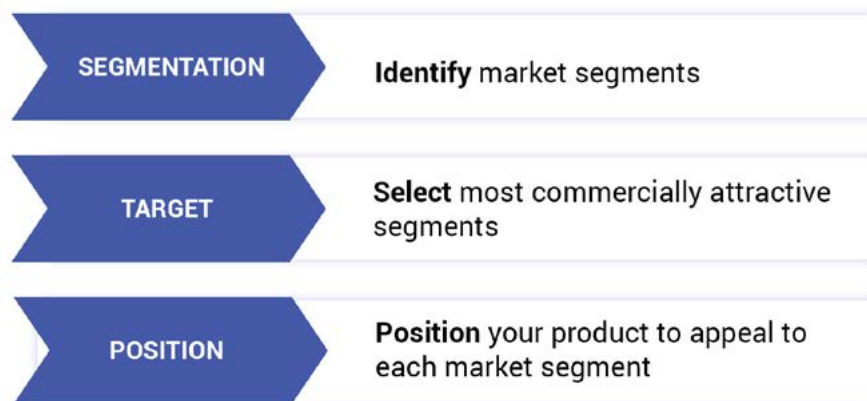 SEGMENTATION
Identify market segments
TARGET
Select most commercially attractive
segments
POSITION
Position your product to appeal to
each market segment